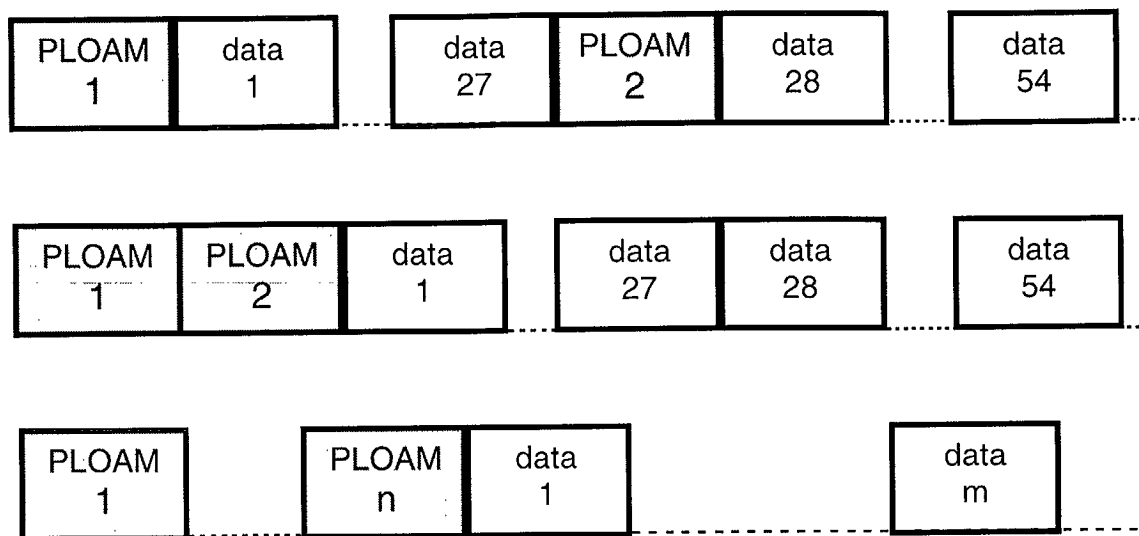 PLOAM data data PLOAM data data
1 1 27 2 28 54
PLOAM PLOAM data data data data
1 2 1 27 28 54
PLOAM PLOAM data data
1 n 1 m